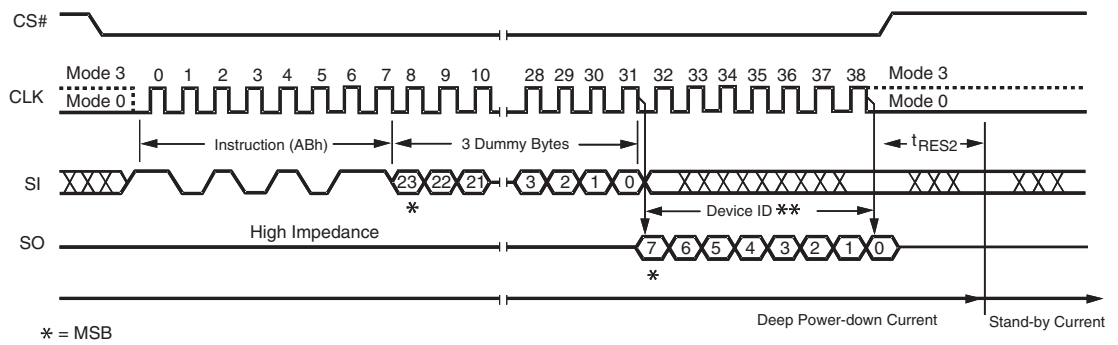 CS#
Mode 3 0 1 2 3 4 5 6 7 8 9 10 28 29 30 31 32 33 34 35 36 37 38 Mode 3
CLK Mode 0 Mode 0
Instruction (ABh) 3 Dummy Bytes tRES2
SI 23 22 21 3 2 1 0
* Device ID **
High Impedance
SO 7 6 5 4 3 2 1 0
*
Deep Power-down Current Stand-by Current
* = MSB